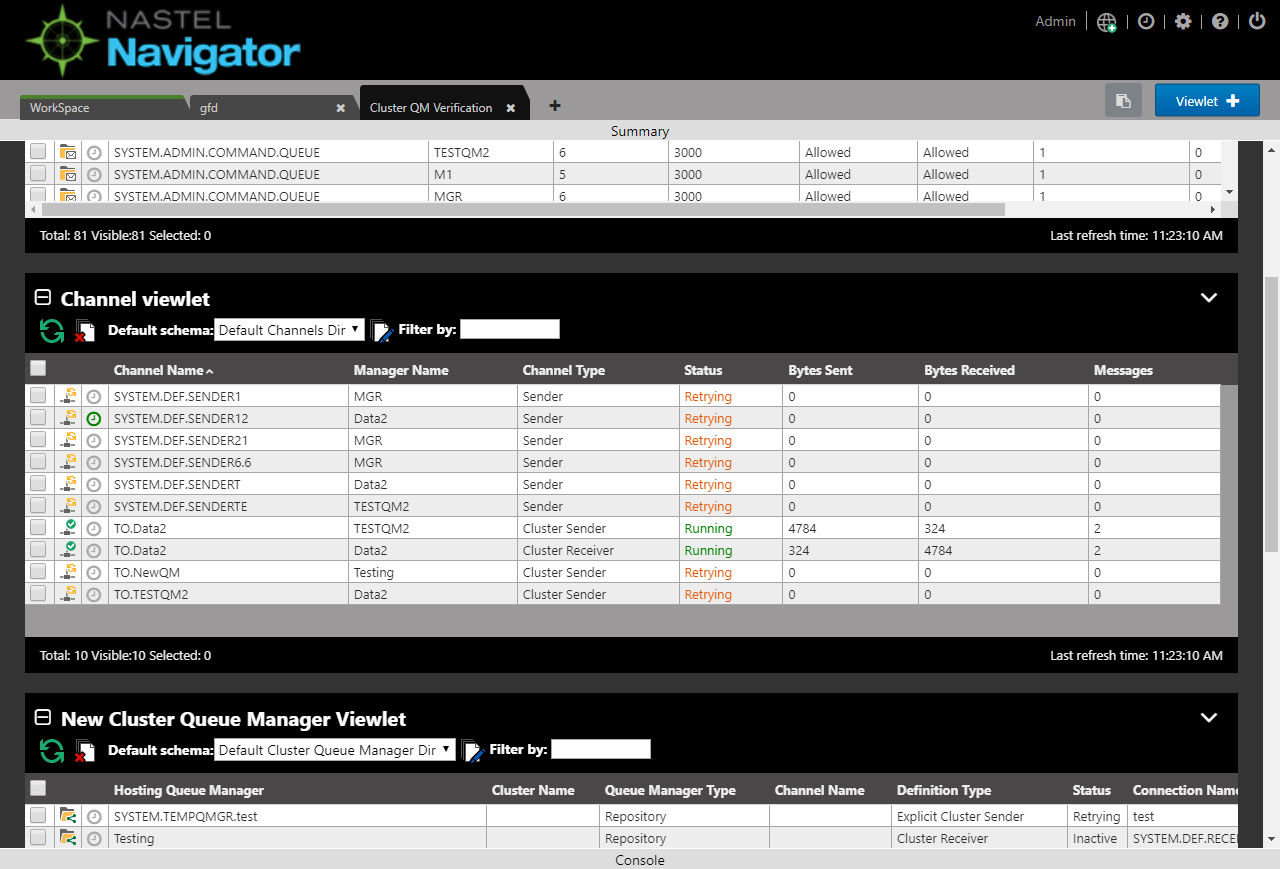 NASTEL
Navigator
Admin
WorkSpace gfd Cluster QM Verification Viewlet
Summary
SYSTEM.ADMIN.COMMAND.QUEUE TESTQM2 6 3000 Allowed Allowed 1 0
SYSTEM.ADMIN.COMMAND.QUEUE M1 5 3000 Allowed Allowed 1 0
SYSTEM.ADMIN.COMMAND.QUEUE MGR 6 3000 Allowed Allowed 1 0
Total: 81 Visible:81 Selected: 0 Last refresh time: 11:23:10 AM
Channel viewlet
Default schema: Default Channels Dir Filter by:
Channel Name Manager Name Channel Type Status Bytes Sent Bytes Received Messages
SYSTEM.DEF.SENDER1 MGR Sender Retrying 0 0 0
SYSTEM.DEF.SENDER12 Data2 Sender Retrying 0 0 0
SYSTEM.DEF.SENDER21 MGR Sender Retrying 0 0 0
SYSTEM.DEF.SENDER6.6 MGR Sender Retrying 0 0 0
SYSTEM.DEF.SENDERT Data2 Sender Retrying 0 0 0
SYSTEM.DEF.SENDERTE TESTQM2 Sender Retrying 0 0 0
TO.Data2 TESTQM2 Cluster Sender Running 4784 324 2
TO.Data2 Data2 Cluster Receiver Running 324 4784 2
TO.NewQM Testing Cluster Sender Retrying 0 0 0
TO.TESTQM2 Data2 Cluster Sender Retrying 0 0 0
Total: 10 Visible:10 Selected: 0 Last refresh time: 11:23:10 AM
New Cluster Queue Manager Viewlet
Default schema: Default Cluster Queue Manager Dir Filter by:
Hosting Queue Manager Cluster Name Queue Manager Type Channel Name Definition Type Status Connection Name
SYSTEM.TEMPQMGR.test Repository Explicit Cluster Sender Retrying test
Testing Repository Cluster Receiver Inactive SYSTEM.DEF.RECEI
Console